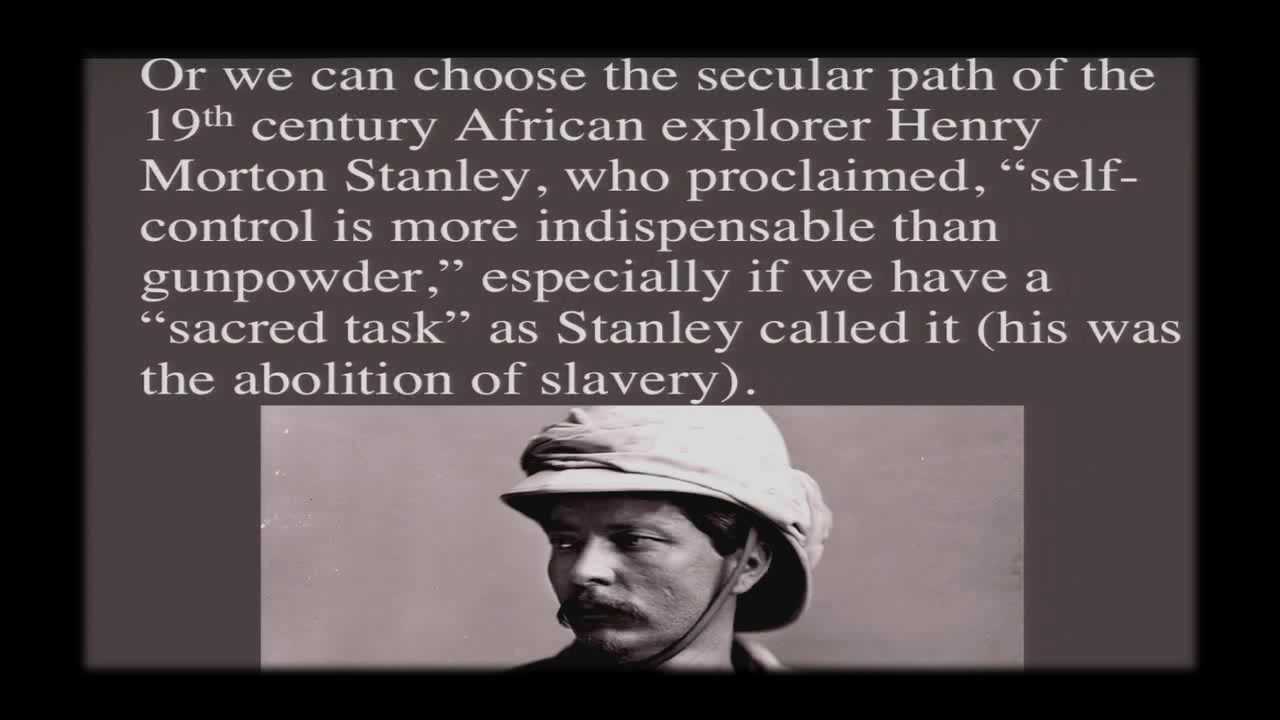 Or we can choose the secular path of the
19th century African explorer Henry
Morton Stanley, who proclaimed, “self-
control is more indispensable than
gunpowder,” especially if we have a
“sacred task” as Stanley called it (his was
the abolition of slavery).